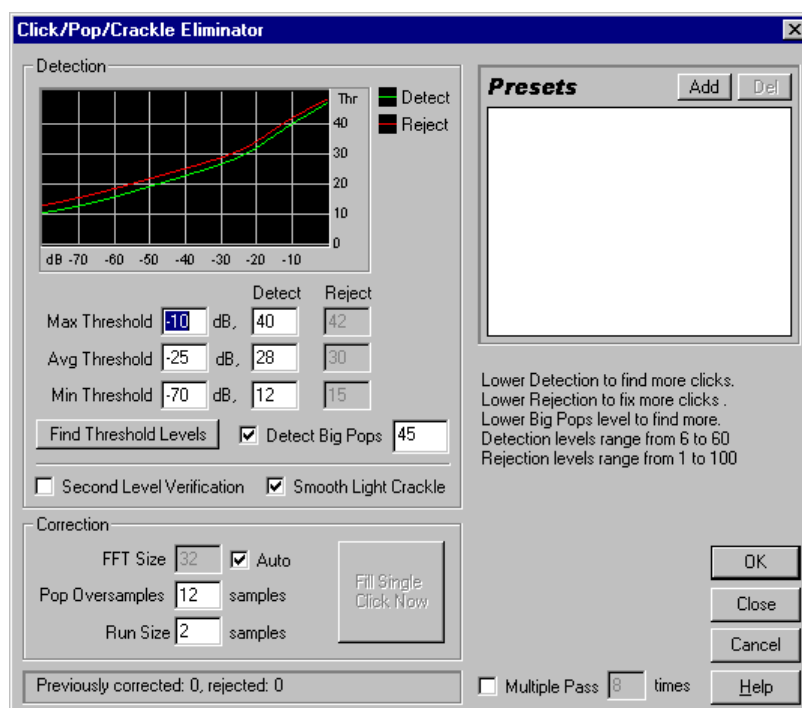 Click/Pop/Crackle Eliminator
Detection
Thr
40
30
20
10
0
dB -70 -60 -50 -40 -30 -20 -10
Detect
Reject
Detect Reject
Max Threshold -10 dB, 40 42
Avg Threshold -25 dB, 28 30
Min Threshold -70 dB, 12 15
Find Threshold Levels Detect Big Pops 45
Second Level Verification Smooth Light Crackle
Correction
FFT Size 32 Auto
Pop Oversamples 12 samples
Run Size 2 samples
Fill Single
Click Now
Previously corrected: 0, rejected: 0
Presets Add Del
Lower Detection to find more clicks.
Lower Rejection to fix more clicks .
Lower Big Pops level to find more.
Detection levels range from 6 to 60
Rejection levels range from 1 to 100
OK
Close
Cancel
Multiple Pass 8 times Help